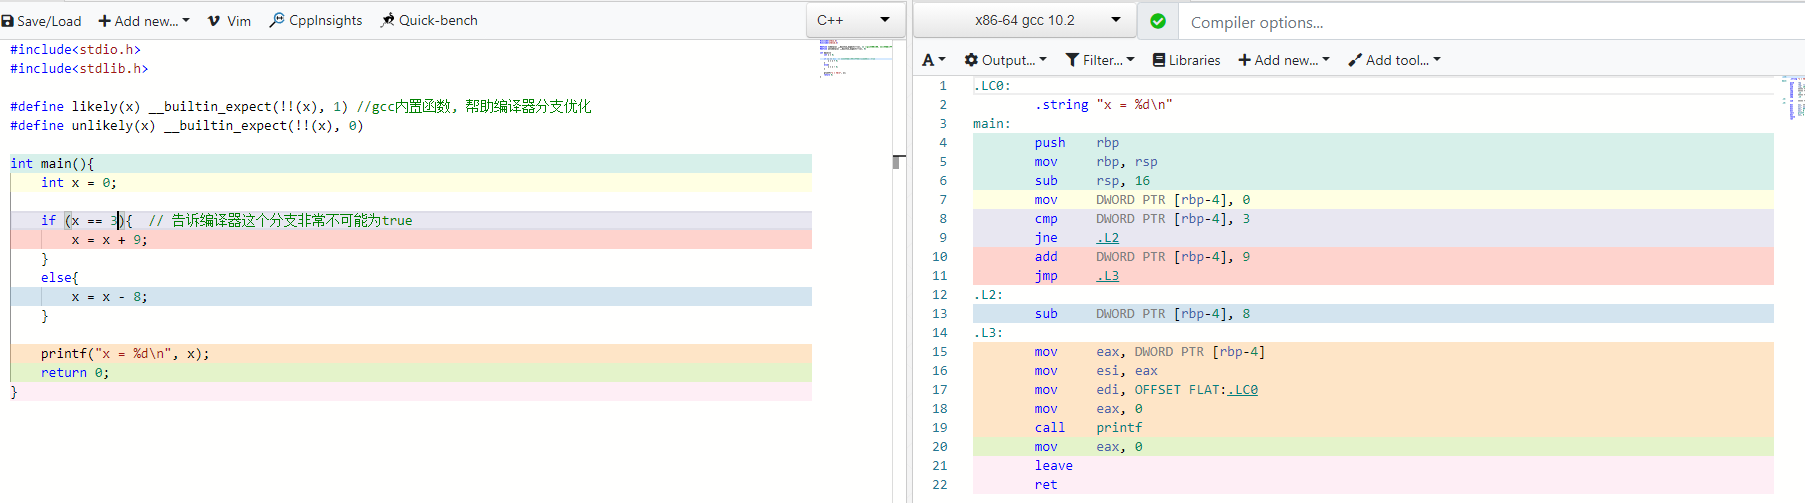 Save/Load + Add new... Vim CppInsights Quick-bench C++
x86-64 gcc 10.2 Compiler options...
A Output... Filter... Libraries + Add new... Add tool...
#include<stdio.h>
#include<stdlib.h>
#define likely(x) __builtin_expect(!!(x), 1) //gcc内置函数, 帮助编译器分支优化
#define unlikely(x) __builtin_expect(!!(x), 0)
int main(){
int x = 0;
if (x == 3){ // 告诉编译器这个分支非常不可能为true
x = x + 9;
}
else{
x = x - 8;
}
printf("x = %d\n", x);
return 0;
}
1 .LC0:
2 .string "x = %d\n"
3 main:
4 push rbp
5 mov rbp, rsp
6 sub rsp, 16
7 mov DWORD PTR [rbp-4], 0
8 cmp DWORD PTR [rbp-4], 3
9 jne .L2
10 add DWORD PTR [rbp-4], 9
11 jmp .L3
12 .L2:
13 sub DWORD PTR [rbp-4], 8
14 .L3:
15 mov eax, DWORD PTR [rbp-4]
16 mov esi, eax
17 mov edi, OFFSET FLAT:.LC0
18 mov eax, 0
19 call printf
20 mov eax, 0
21 leave
22 ret